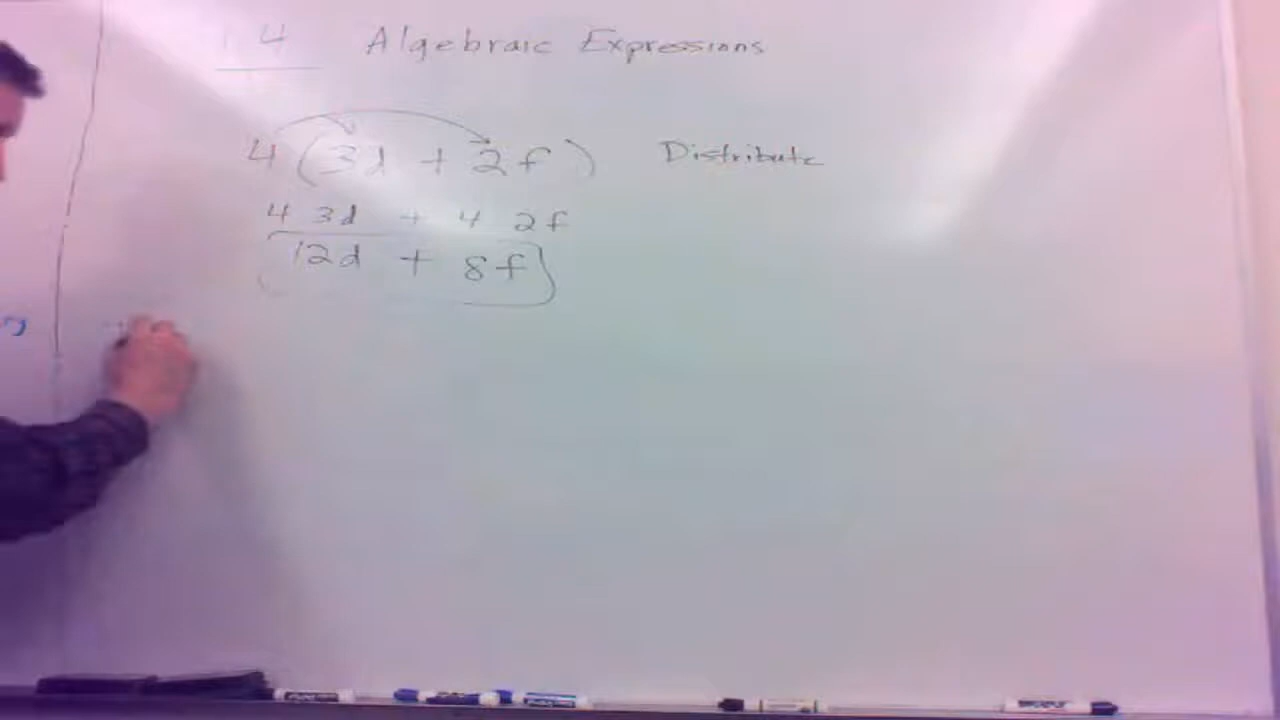 1 4 Algebraic Expressions
4 (3d + 2f) Distribute
4 3d + 4 2f
12d + 8f